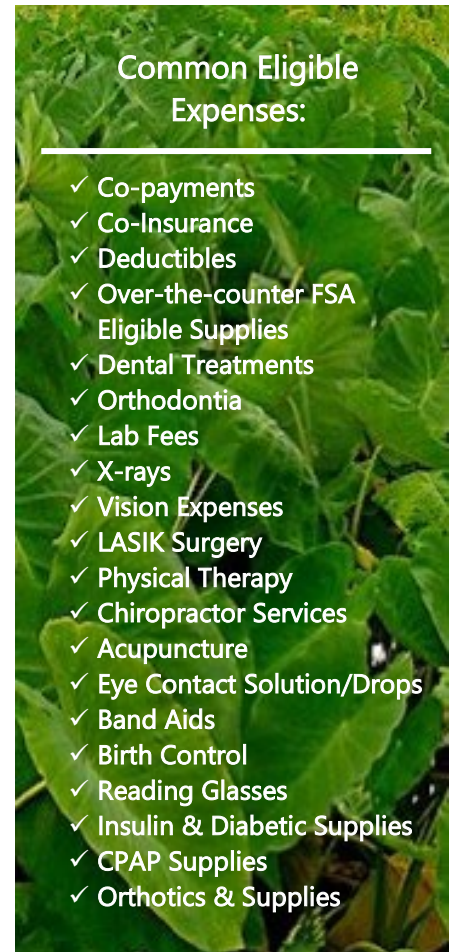 Common Eligible
Expenses:
✓ Co-payments
✓ Co-Insurance
✓ Deductibles
✓ Over-the-counter FSA
Eligible Supplies
✓ Dental Treatments
✓ Orthodontia
✓ Lab Fees
✓ X-rays
✓ Vision Expenses
✓ LASIK Surgery
✓ Physical Therapy
✓ Chiropractor Services
✓ Acupuncture
✓ Eye Contact Solution/Drops
✓ Band Aids
✓ Birth Control
✓ Reading Glasses
✓ Insulin & Diabetic Supplies
✓ CPAP Supplies
✓ Orthotics & Supplies